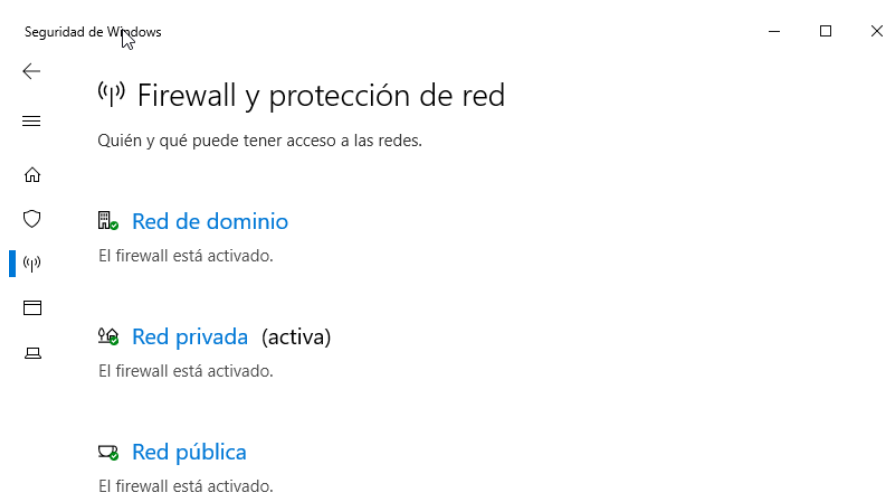 Seguridad de Windows
Firewall y protección de red
Quién y qué puede tener acceso a las redes.
Red de dominio
El firewall está activado.
Red privada (activa)
El firewall está activado.
Red pública
El firewall está activado.